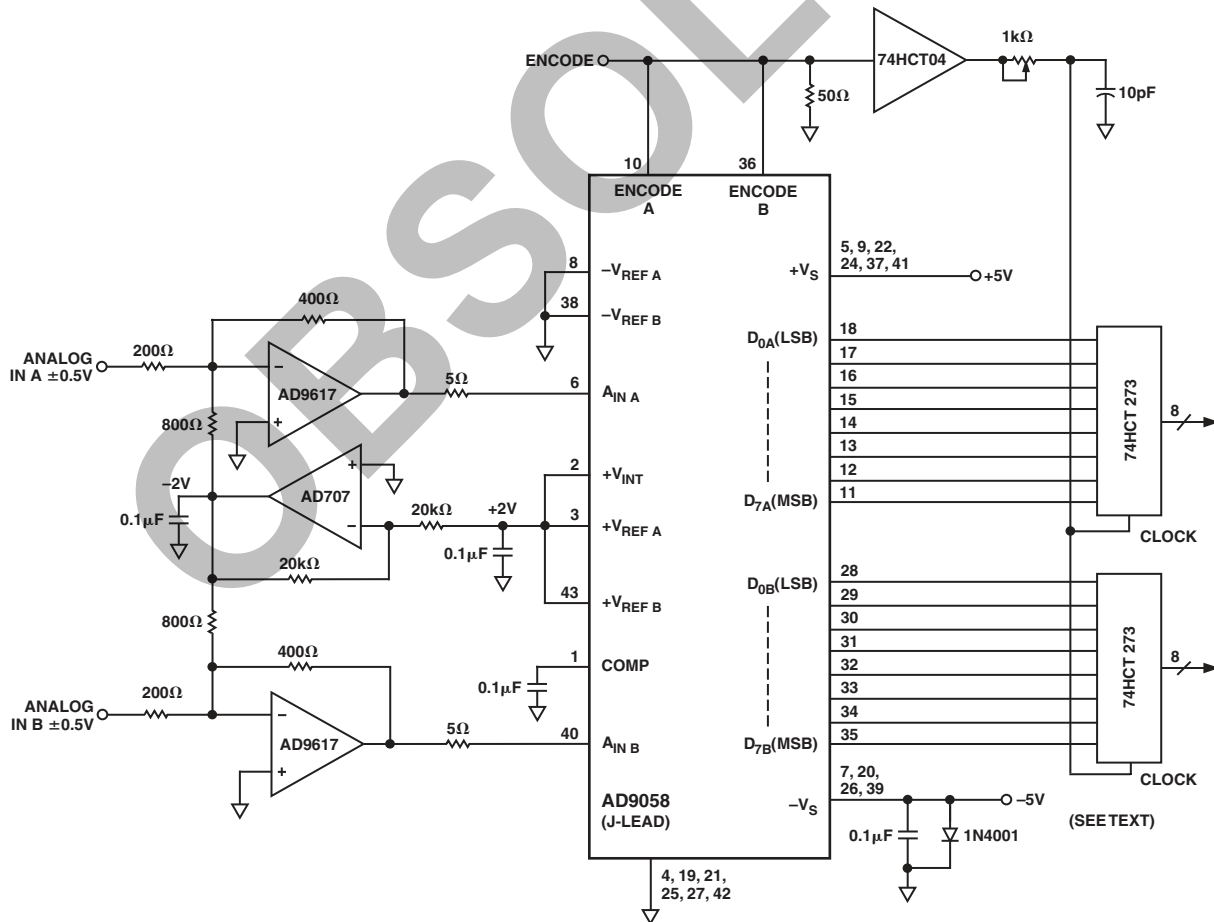 OBSOL
ENCODE
74HCT04
1kΩ
50Ω
10pF
10
36
ENCODE
A
ENCODE
B
8
–VREF A
38
–VREF B
5, 9, 22,
24, 37, 41
+VS
+5V
400Ω
ANALOG
IN A ±0.5V
200Ω
AD9617
5Ω
6
AIN A
800Ω
–2V
0.1µF
AD707
20kΩ
20kΩ
+2V
0.1µF
2
+VINT
3
+VREF A
43
+VREF B
800Ω
400Ω
ANALOG
IN B ±0.5V
200Ω
AD9617
5Ω
0.1µF
1
COMP
40
AIN B
AD9058
(J-LEAD)
4, 19, 21,
25, 27, 42
D0A(LSB)
18
17
16
15
14
13
12
D7A(MSB)
11
74HCT 273
8
CLOCK
D0B(LSB)
28
29
30
31
32
33
34
D7B(MSB)
35
74HCT 273
8
CLOCK
7, 20,
26, 39
–VS
–5V
0.1µF
1N4001
(SEE TEXT)